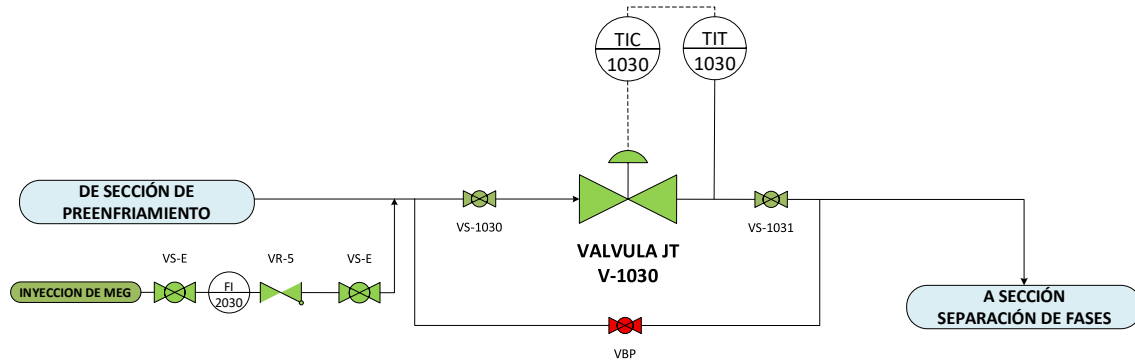 TIC
1030
TIT
1030
DE SECCIÓN DE
PREENFRIAMIENTO
VS-1030
VALVULA JT
V-1030
VS-1031
VS-E
FI
2030
VR-5
VS-E
INYECCION DE MEG
A SECCIÓN
SEPARACIÓN DE FASES
VBP